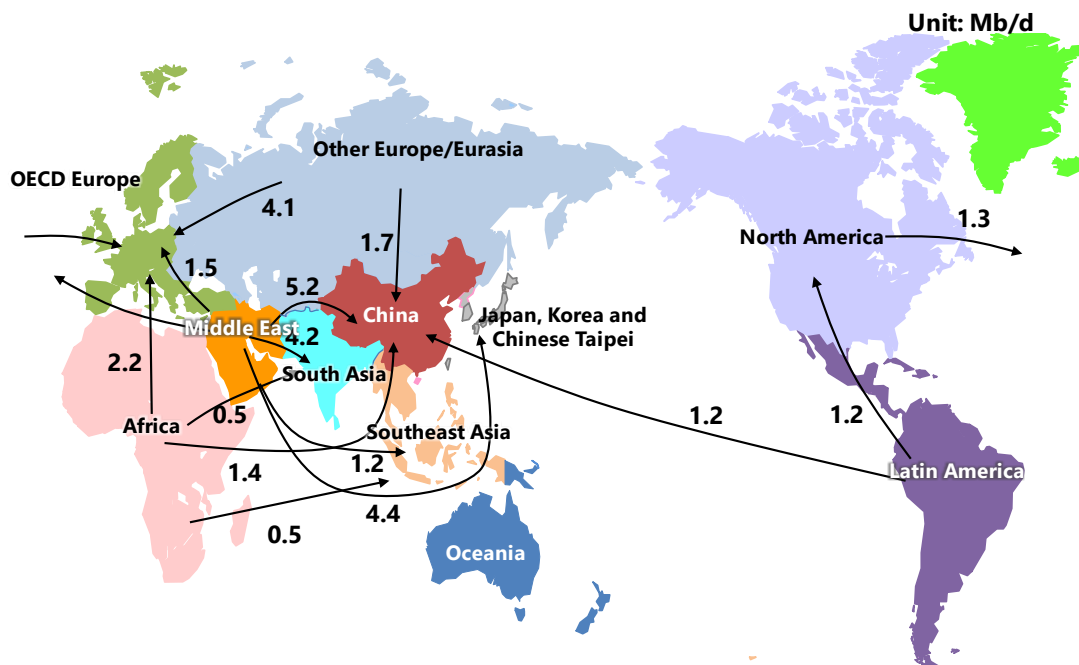 Unit: Mb/d
Other Europe/Eurasia
OECD Europe
4.1
1.3
1.7
North America
1.5
5.2
Middle East
4.2
China
Japan, Korea and
Chinese Taipei
2.2
South Asia
0.5
Africa
Southeast Asia
1.2
1.2
1.4
1.2
Latin America
4.4
0.5
Oceania